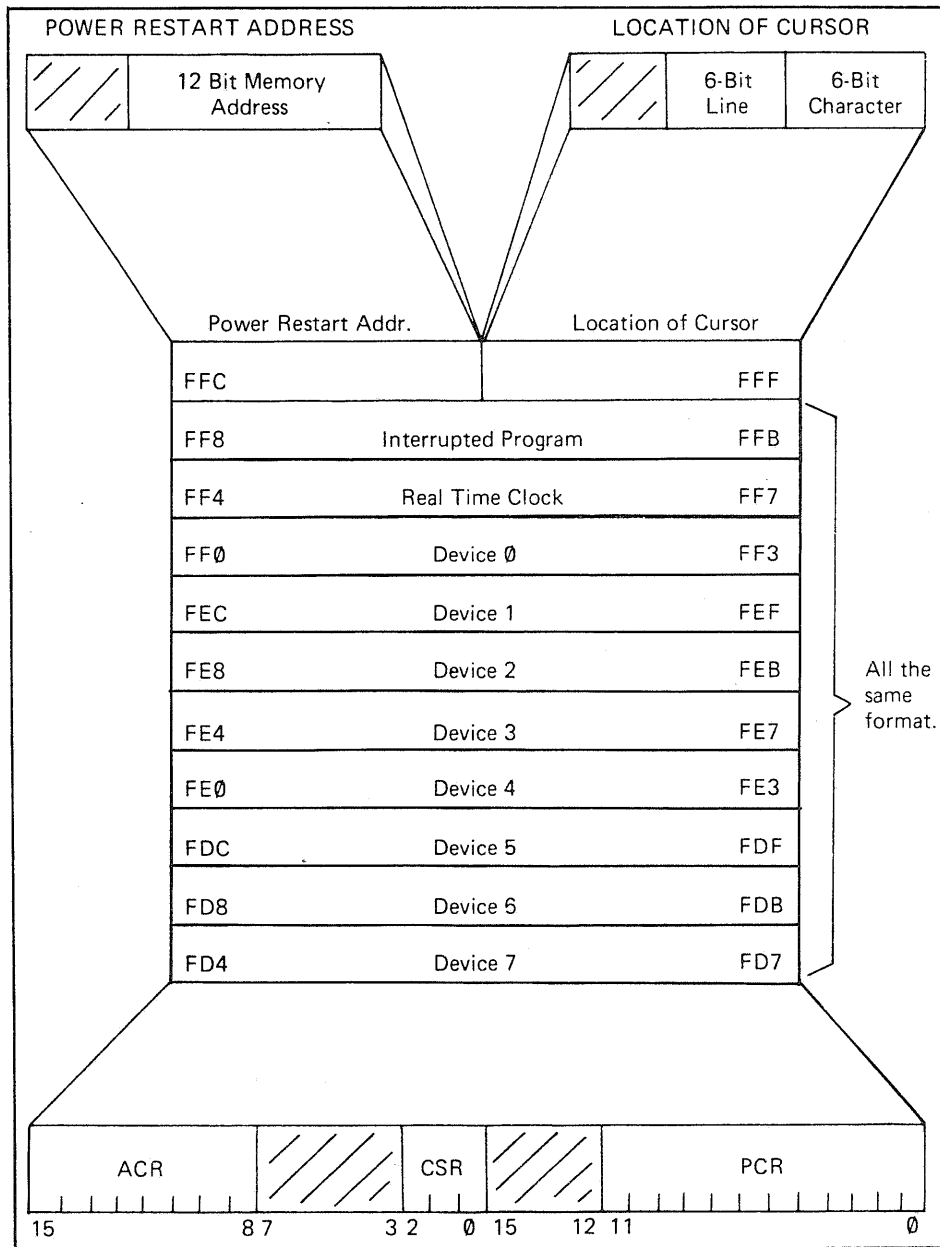 POWER RESTART ADDRESS LOCATION OF CURSOR
12 Bit Memory
Address
6-Bit
Line
6-Bit
Character
Power Restart Addr. Location of Cursor
FFC FFF
FF8 Interrupted Program FFB
FF4 Real Time Clock FF7
FFØ Device Ø FF3
FEC Device 1 FEF
FE8 Device 2 FEB
FE4 Device 3 FE7
FEØ Device 4 FE3
FDC Device 5 FDF
FD8 Device 6 FDB
FD4 Device 7 FD7
All the
same
format.
ACR CSR PCR
15 8 7 3 2 Ø 15 12 11 Ø